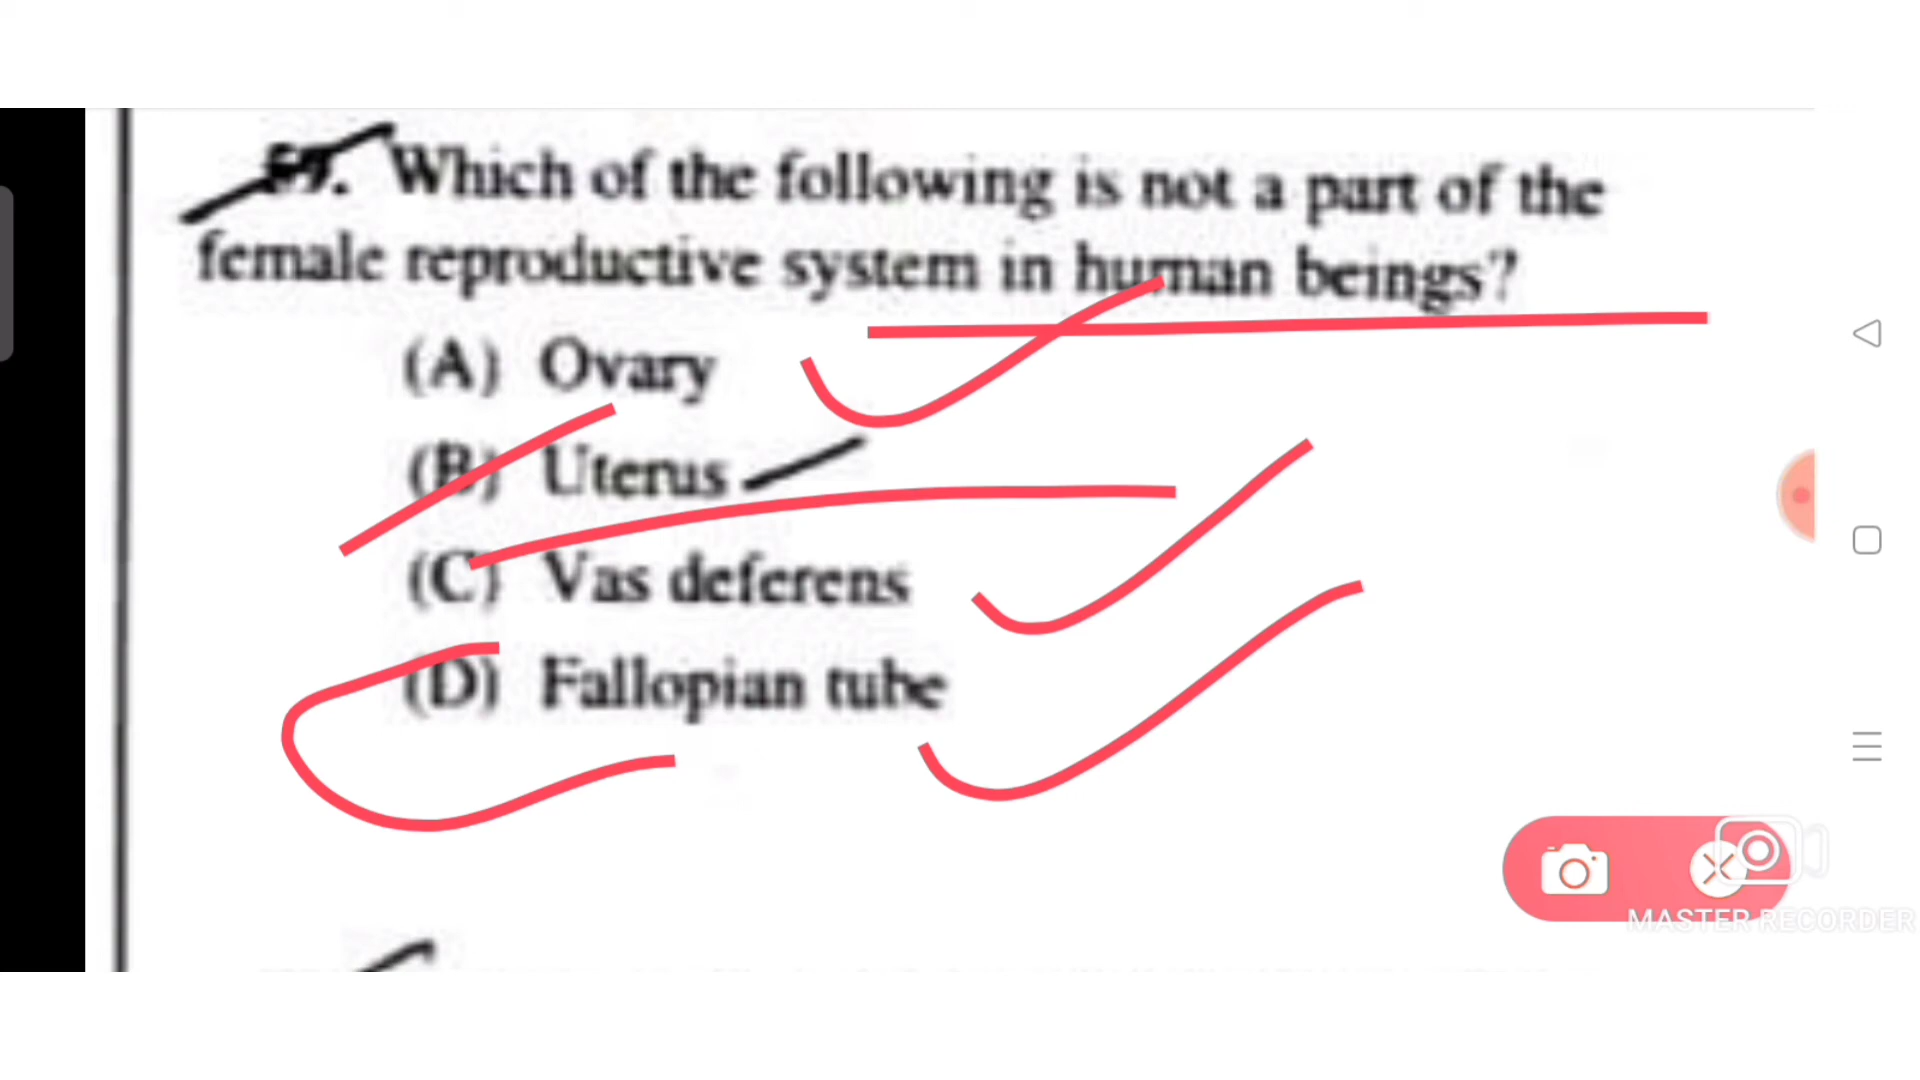 Which of the following is not a part of the
female reproductive system in human beings?
(A) Ovary
(B) Uterus
(C) Vas deferens
(D) Fallopian tube
MASTER RECORDER